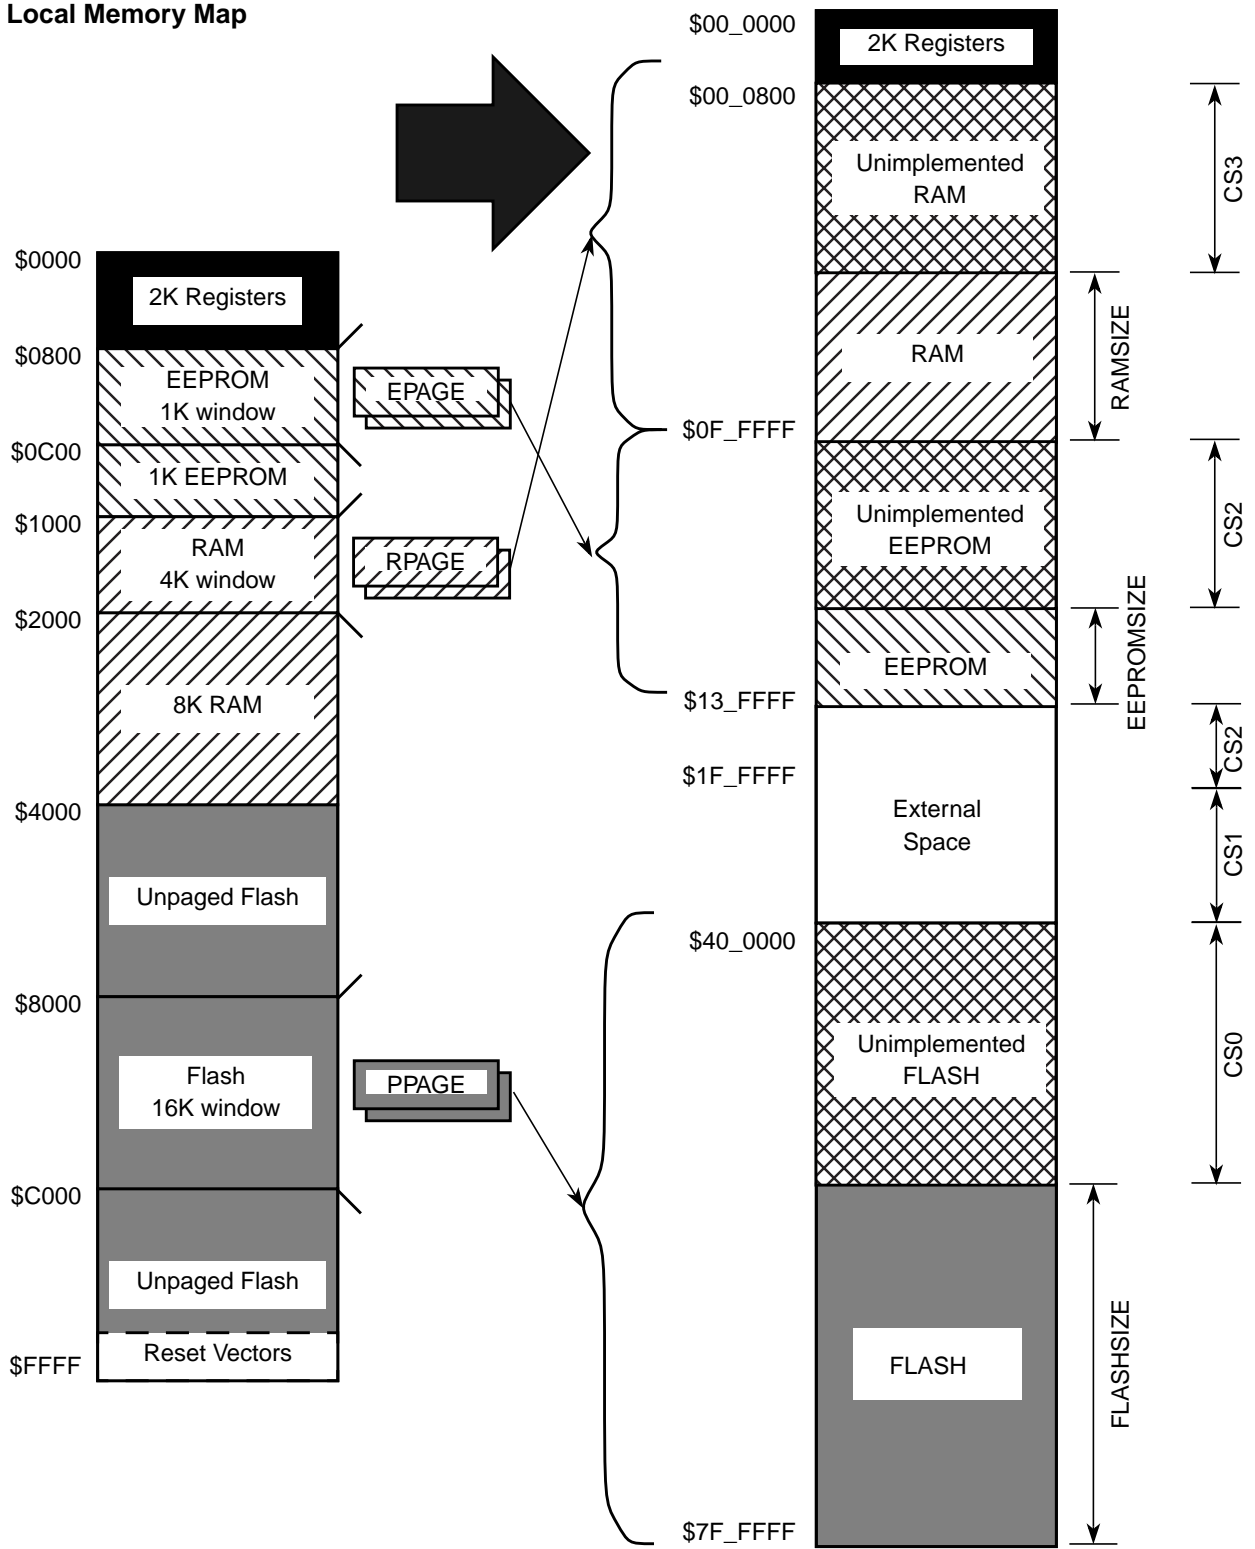 Local Memory Map
$0000
2K Registers
$0800
EEPROM
1K window
$0C00
1K EEPROM
$1000
RAM
4K window
$2000
8K RAM
$4000
Unpaged Flash
$8000
Flash
16K window
$C000
Unpaged Flash
Reset Vectors
$FFFF
EPAGE
RPAGE
PPAGE
$00_0000
2K Registers
$00_0800
Unimplemented
RAM
CS3
RAM
RAMSIZE
$0F_FFFF
Unimplemented
EEPROM
CS2
EEPROM
EEPROMSIZE
$13_FFFF
CS2
$1F_FFFF
External
Space
CS1
$40_0000
Unimplemented
FLASH
CS0
FLASH
FLASHSIZE
$7F_FFFF